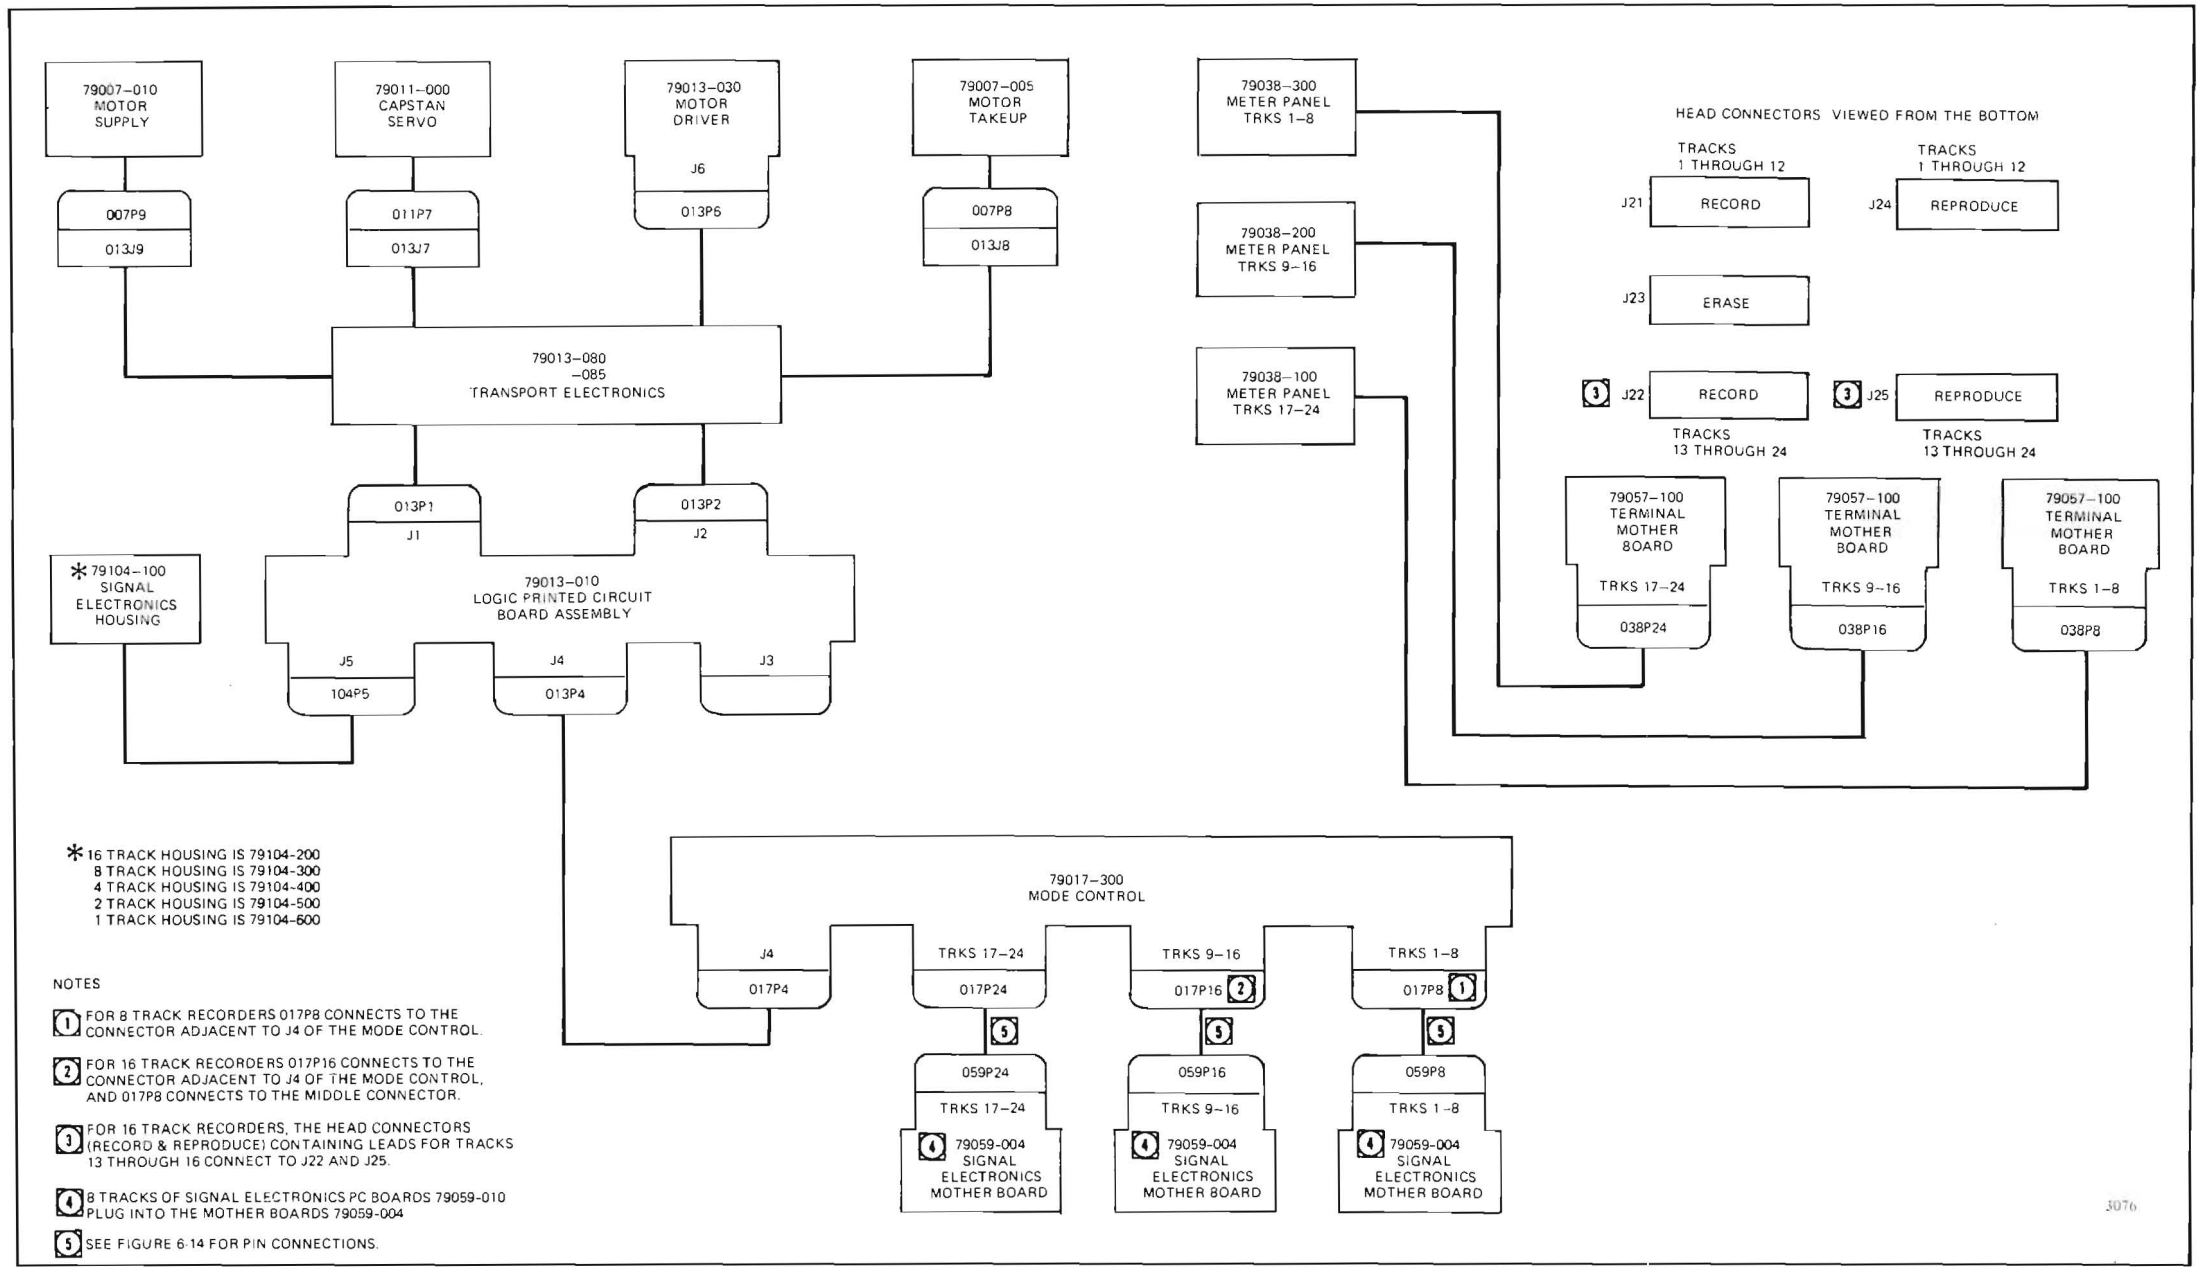 79007-010
MOTOR
SUPPLY
007P9
013J9
79011-000
CAPSTAN
SERVO
011P7
013J7
79013-030
MOTOR
DRIVER
J6
013P6
79007-005
MOTOR
TAKEUP
007P8
013J8
79013-080
-085
TRANSPORT ELECTRONICS
013P1
J1
013P2
J2
* 79104-100
SIGNAL
ELECTRONICS
HOUSING
79013-010
LOGIC PRINTED CIRCUIT
BOARD ASSEMBLY
J5
104P5
J4
013P4
J3
79038-300
METER PANEL
TRKS 1-8
79038-200
METER PANEL
TRKS 9-16
79038-100
METER PANEL
TRKS 17-24
HEAD CONNECTORS VIEWED FROM THE BOTTOM
TRACKS
1 THROUGH 12
J21
RECORD
TRACKS
1 THROUGH 12
J24
REPRODUCE
J23
ERASE
3 J22
RECORD
TRACKS
13 THROUGH 24
3 J25
REPRODUCE
TRACKS
13 THROUGH 24
79057-100
TERMINAL
MOTHER
BOARD
TRKS 17-24
038P24
79057-100
TERMINAL
MOTHER
BOARD
TRKS 9-16
038P16
79057-100
TERMINAL
MOTHER
BOARD
TRKS 1-8
038P8
79017-300
MODE CONTROL
J4
017P4
TRKS 17-24
017P24
TRKS 9-16
017P16 2
TRKS 1-8
017P8 1
5
5
5
059P24
TRKS 17-24
4 79059-004
SIGNAL
ELECTRONICS
MOTHER BOARD
059P16
TRKS 9-16
4 79059-004
SIGNAL
ELECTRONICS
MOTHER BOARD
059P8
TRKS 1-8
4 79059-004
SIGNAL
ELECTRONICS
MOTHER BOARD
* 16 TRACK HOUSING IS 79104-200
8 TRACK HOUSING IS 79104-300
4 TRACK HOUSING IS 79104-400
2 TRACK HOUSING IS 79104-500
1 TRACK HOUSING IS 79104-600
NOTES
1 FOR 8 TRACK RECORDERS 017P8 CONNECTS TO THE
CONNECTOR ADJACENT TO J4 OF THE MODE CONTROL.
2 FOR 16 TRACK RECORDERS 017P16 CONNECTS TO THE
CONNECTOR ADJACENT TO J4 OF THE MODE CONTROL,
AND 017P8 CONNECTS TO THE MIDDLE CONNECTOR.
3 FOR 16 TRACK RECORDERS, THE HEAD CONNECTORS
(RECORD & REPRODUCE) CONTAINING LEADS FOR TRACKS
13 THROUGH 16 CONNECT TO J22 AND J25.
4 8 TRACKS OF SIGNAL ELECTRONICS PC BOARDS 79059-010
PLUG INTO THE MOTHER BOARDS 79059-004
5 SEE FIGURE 6-14 FOR PIN CONNECTIONS.
3076